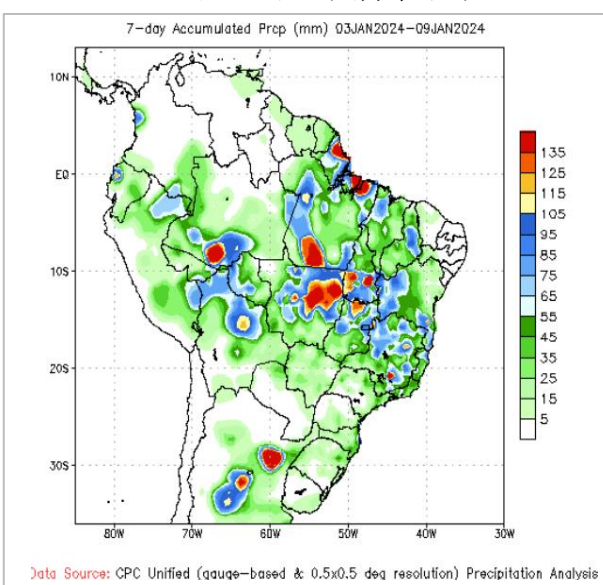 7-day Accumulated Prcp (mm) 03JAN2024-09JAN2024
10N
EQ
10S
20S
30S
80W 70W 60W 50W 40W 30W
135
125
115
105
95
85
75
65
55
45
35
25
15
5
Data Source: CPC Unified (gauge-based & 0.5x0.5 deg resolution) Precipitation Analysis